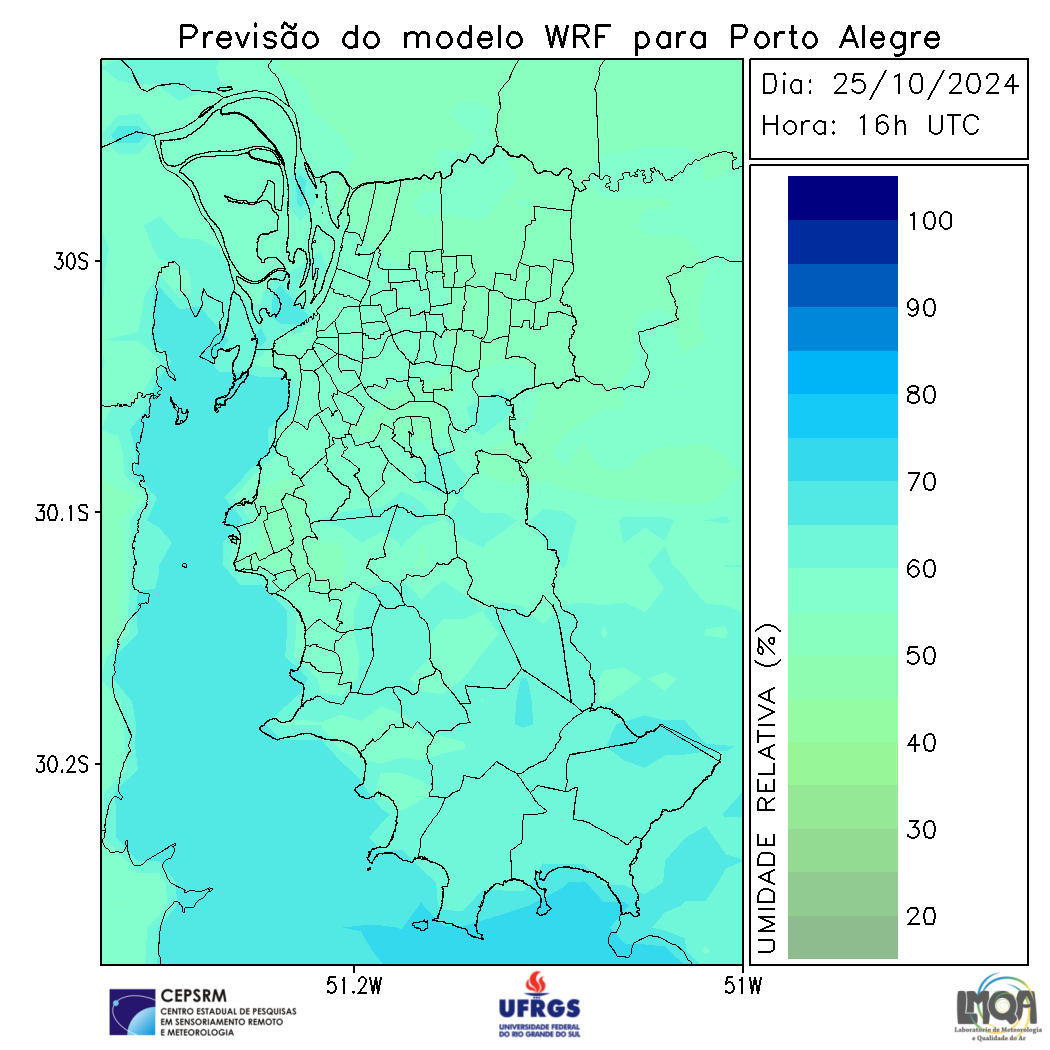 Previsão do modelo WRF para Porto Alegre
Dia: 25/10/2024
Hora: 16h UTC
30S
30.1S
30.2S
51.2W
51W
100
90
80
70
60
50
40
30
20
UMIDADE RELATIVA (%)
CEPSRM
CENTRO ESTADUAL DE PESQUISAS
EM SENSORIAMENTO REMOTO
E METEOROLOGIA
UFRGS
UNIVERSIDADE FEDERAL
DO RIO GRANDE DO SUL
LMQA
Laboratório de Meteorologia
e Qualidade do Ar